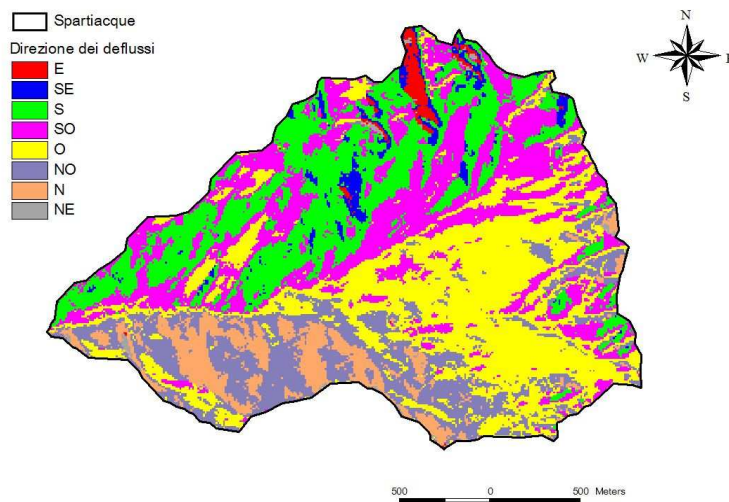 Spartiacque
Direzione dei deflussi
E
SE
S
SO
O
NO
N
NE
N
W
E
S
500 0 500 Meters